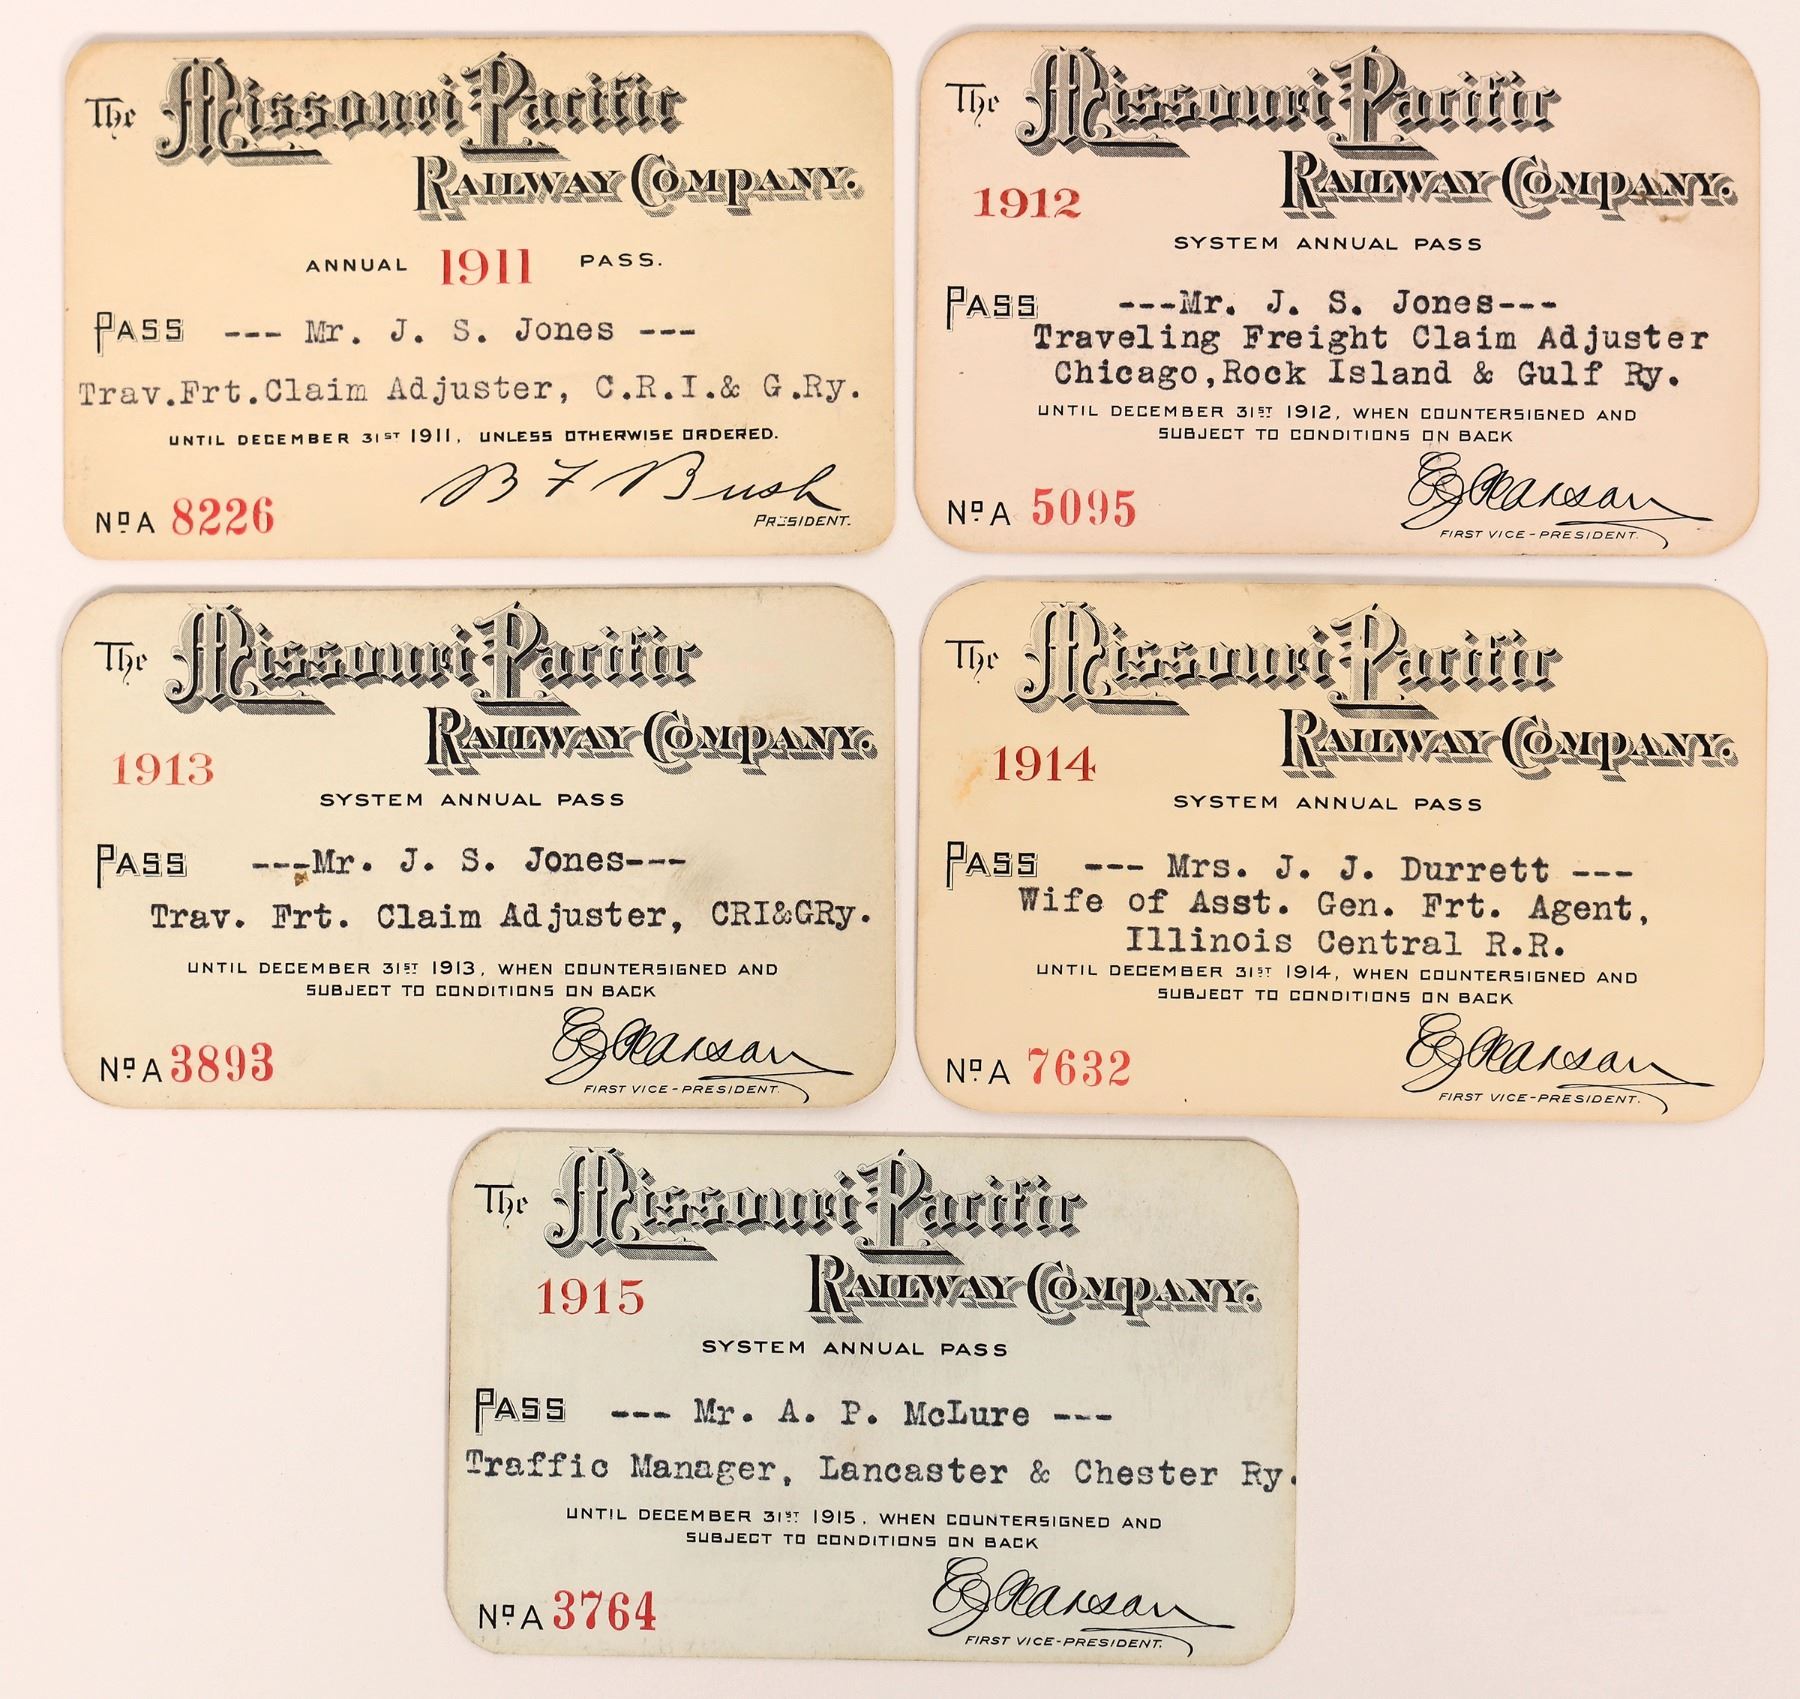 The Missouri Pacific
Railway Company.
ANNUAL 1911 PASS.
PASS --- Mr. J. S. Jones ---
Trav.Frt.Claim Adjuster, C.R.I.& G.Ry.
UNTIL DECEMBER 31ST 1911, UNLESS OTHERWISE ORDERED.
B F Bush
PRESIDENT.
No A 8226
The Missouri Pacific
Railway Company.
1912
SYSTEM ANNUAL PASS
PASS ---Mr. J. S. Jones---
Traveling Freight Claim Adjuster
Chicago,Rock Island & Gulf Ry.
UNTIL DECEMBER 31ST 1912, WHEN COUNTERSIGNED AND
SUBJECT TO CONDITIONS ON BACK
No A 5095
FIRST VICE-PRESIDENT.
The Missouri Pacific
Railway Company.
1913
SYSTEM ANNUAL PASS
PASS ---Mr. J. S. Jones---
Trav. Frt. Claim Adjuster, CRI&GRy.
UNTIL DECEMBER 31ST 1913, WHEN COUNTERSIGNED AND
SUBJECT TO CONDITIONS ON BACK
No A 3893
FIRST VICE-PRESIDENT.
The Missouri Pacific
Railway Company.
1914
SYSTEM ANNUAL PASS
PASS --- Mrs. J. J. Durrett ---
Wife of Asst. Gen. Frt. Agent,
Illinois Central R.R.
UNTIL DECEMBER 31ST 1914, WHEN COUNTERSIGNED AND
SUBJECT TO CONDITIONS ON BACK
No A 7632
FIRST VICE-PRESIDENT.
The Missouri Pacific
Railway Company.
1915
SYSTEM ANNUAL PASS
PASS --- Mr. A. P. McLure ---
Traffic Manager, Lancaster & Chester Ry.
UNTIL DECEMBER 31ST 1915, WHEN COUNTERSIGNED AND
SUBJECT TO CONDITIONS ON BACK
No A 3764
FIRST VICE-PRESIDENT.